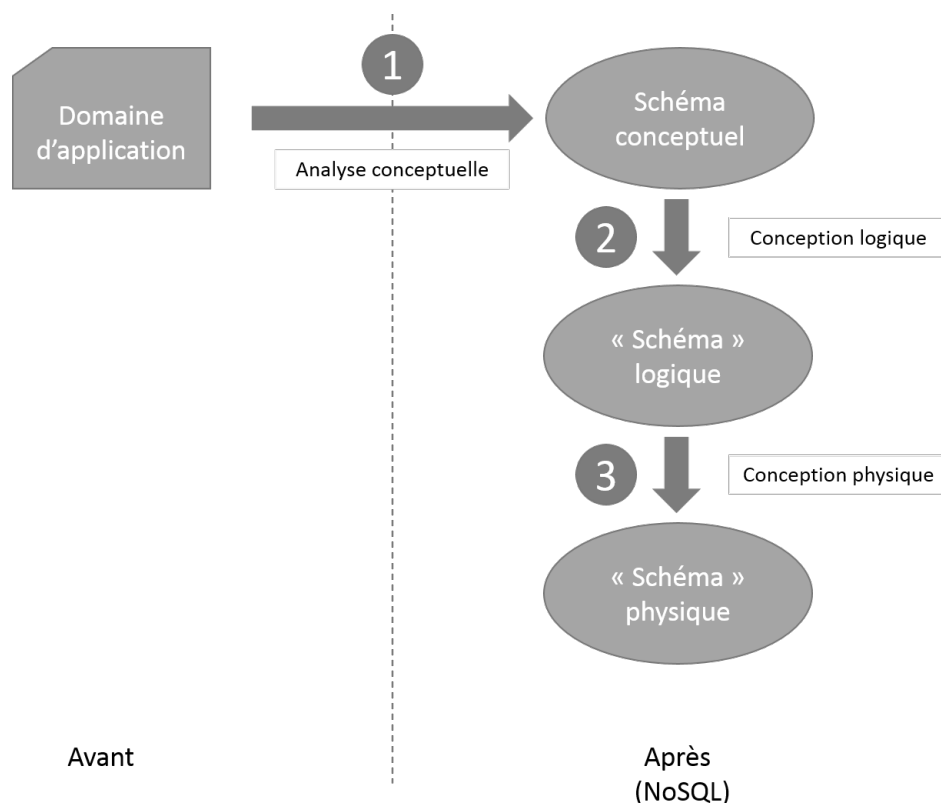 1
Domaine
d'application
Schéma
conceptuel
Analyse conceptuelle
2
Conception logique
« Schéma »
logique
3
Conception physique
« Schéma »
physique
Avant
Après
(NoSQL)